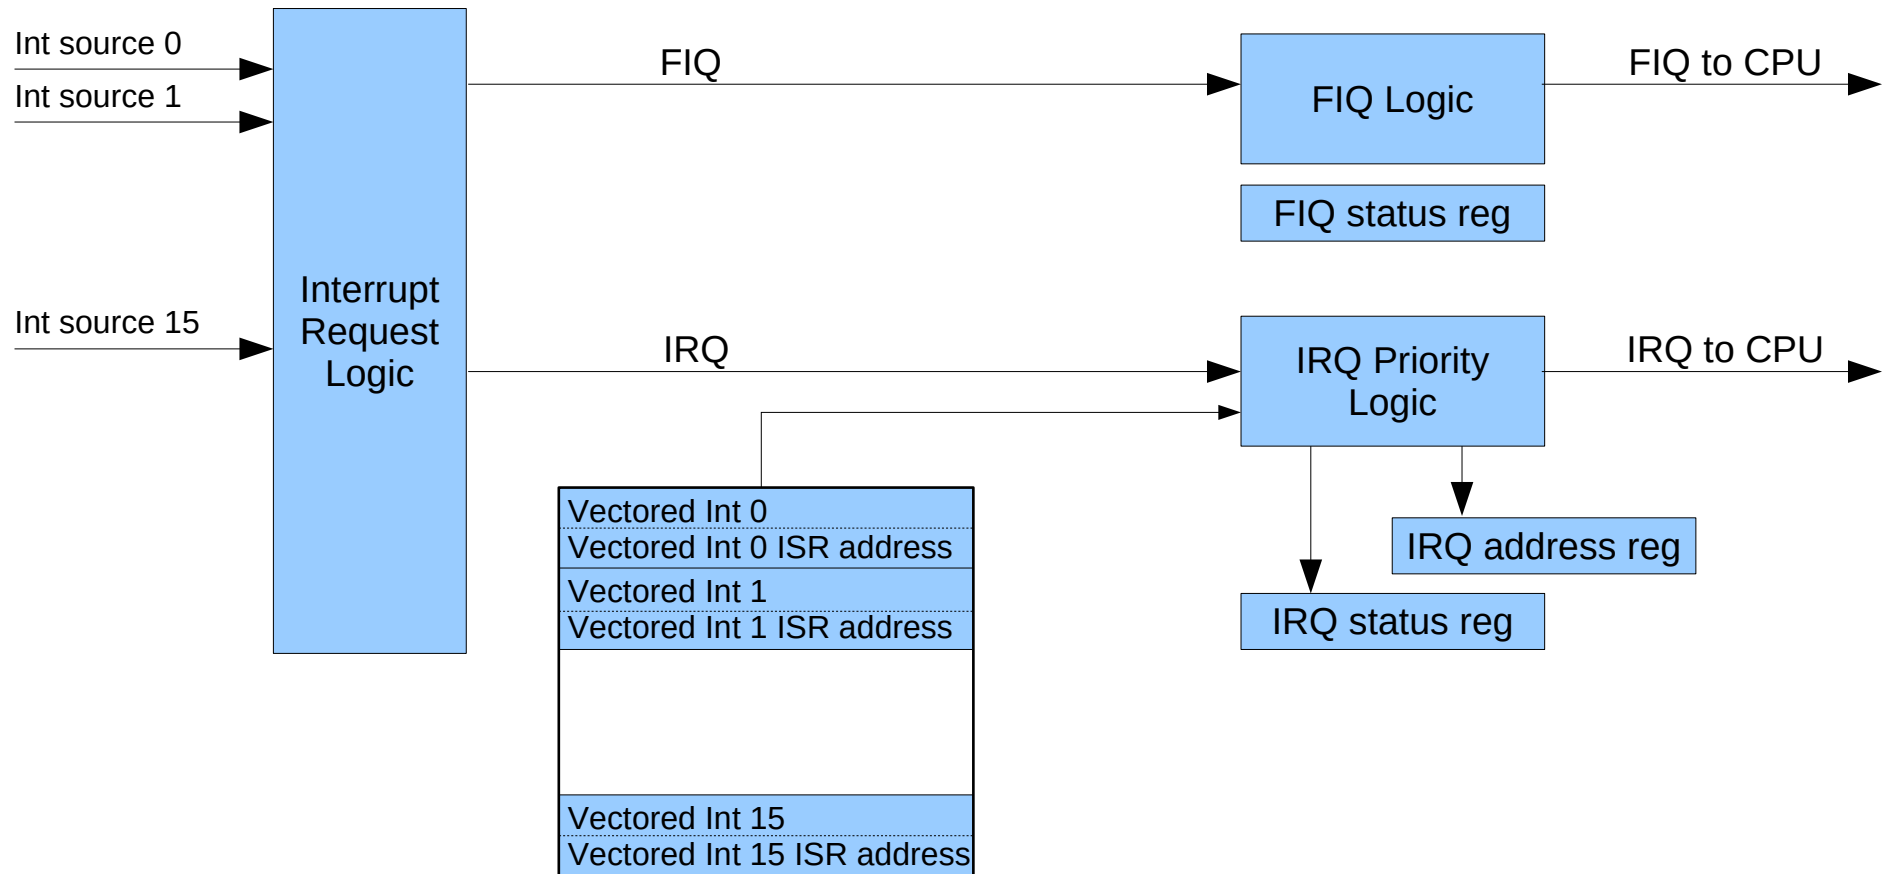 Int source 0
Int source 1
Int source 15
Interrupt
Request
Logic
FIQ
FIQ Logic
FIQ to CPU
FIQ status reg
IRQ
IRQ Priority
Logic
IRQ to CPU
IRQ address reg
IRQ status reg
Vectored Int 0
Vectored Int 0 ISR address
Vectored Int 1
Vectored Int 1 ISR address
Vectored Int 15
Vectored Int 15 ISR address